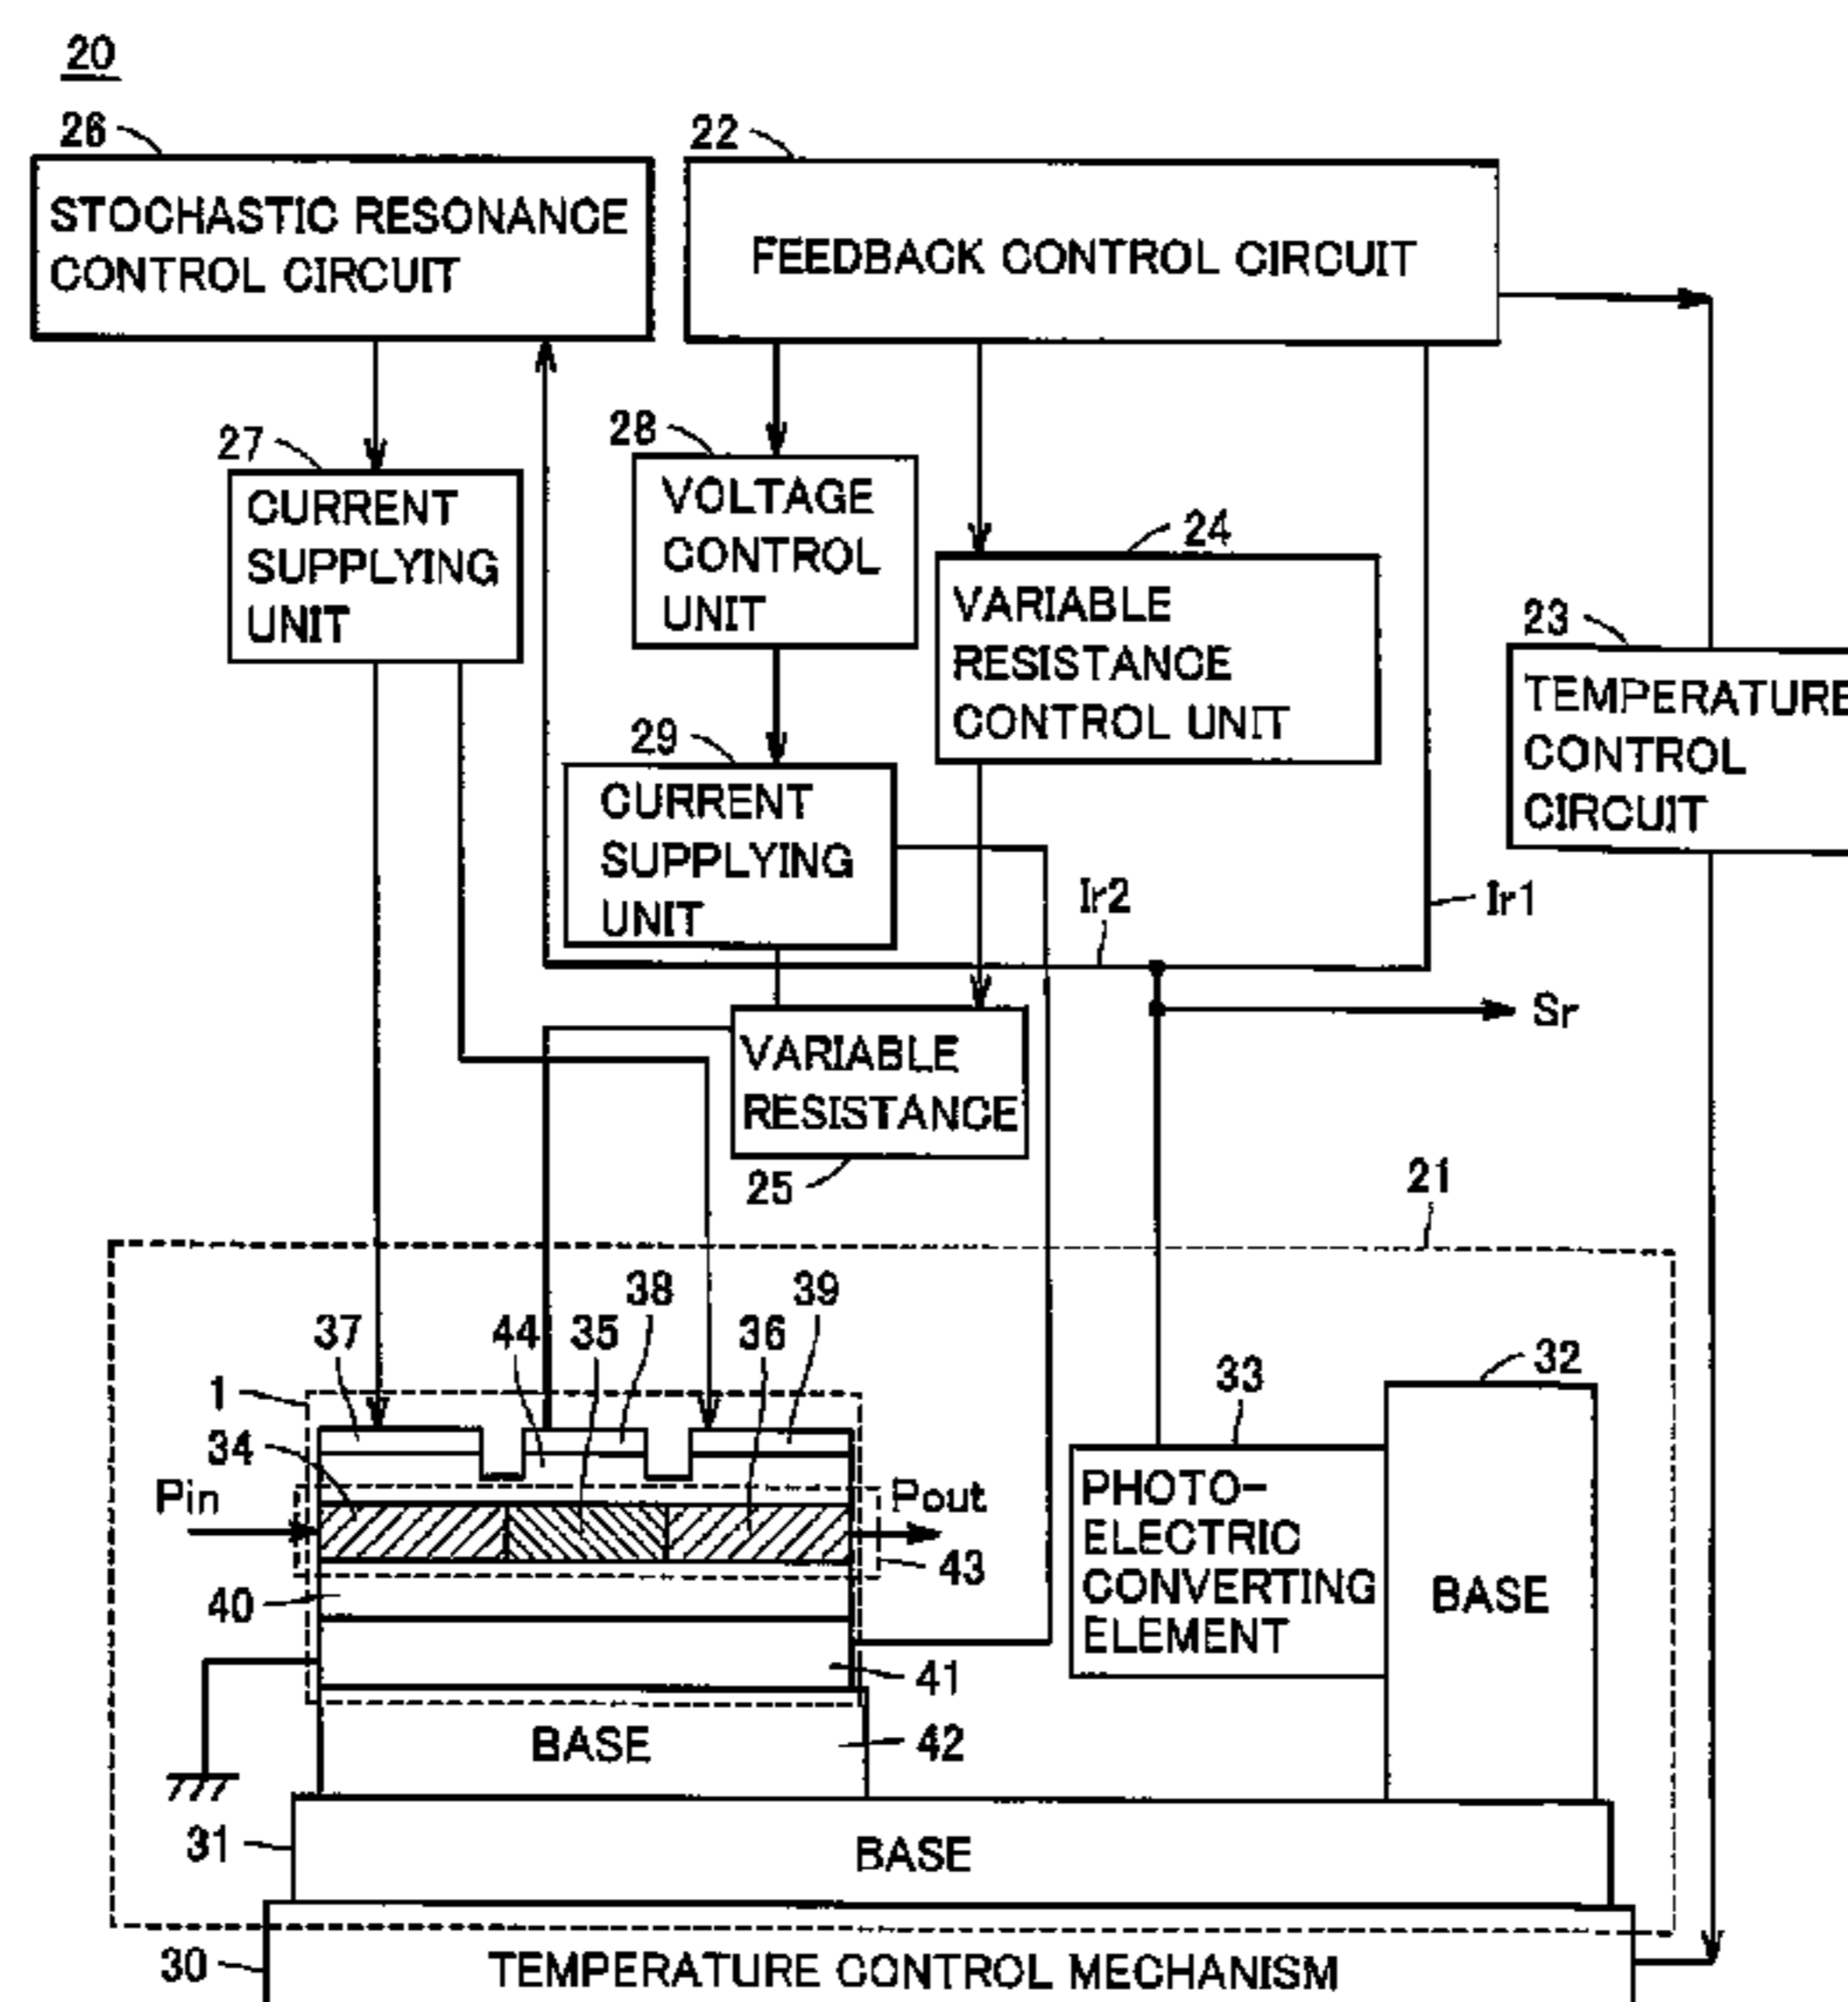 20
26
STOCHASTIC RESONANCE
CONTROL CIRCUIT
22
FEEDBACK CONTROL CIRCUIT
27
CURRENT
SUPPLYING
UNIT
28
VOLTAGE
CONTROL
UNIT
24
VARIABLE
RESISTANCE
CONTROL UNIT
23
TEMPERATURE
CONTROL
CIRCUIT
29
CURRENT
SUPPLYING
UNIT
Ir2
Ir1
Sr
VARIABLE
RESISTANCE
25
21
37
44
35
38
36
39
1
34
Pin
Pout
43
40
41
33
32
PHOTO-
ELECTRIC
CONVERTING
ELEMENT
BASE
BASE
42
31
BASE
30
TEMPERATURE CONTROL MECHANISM